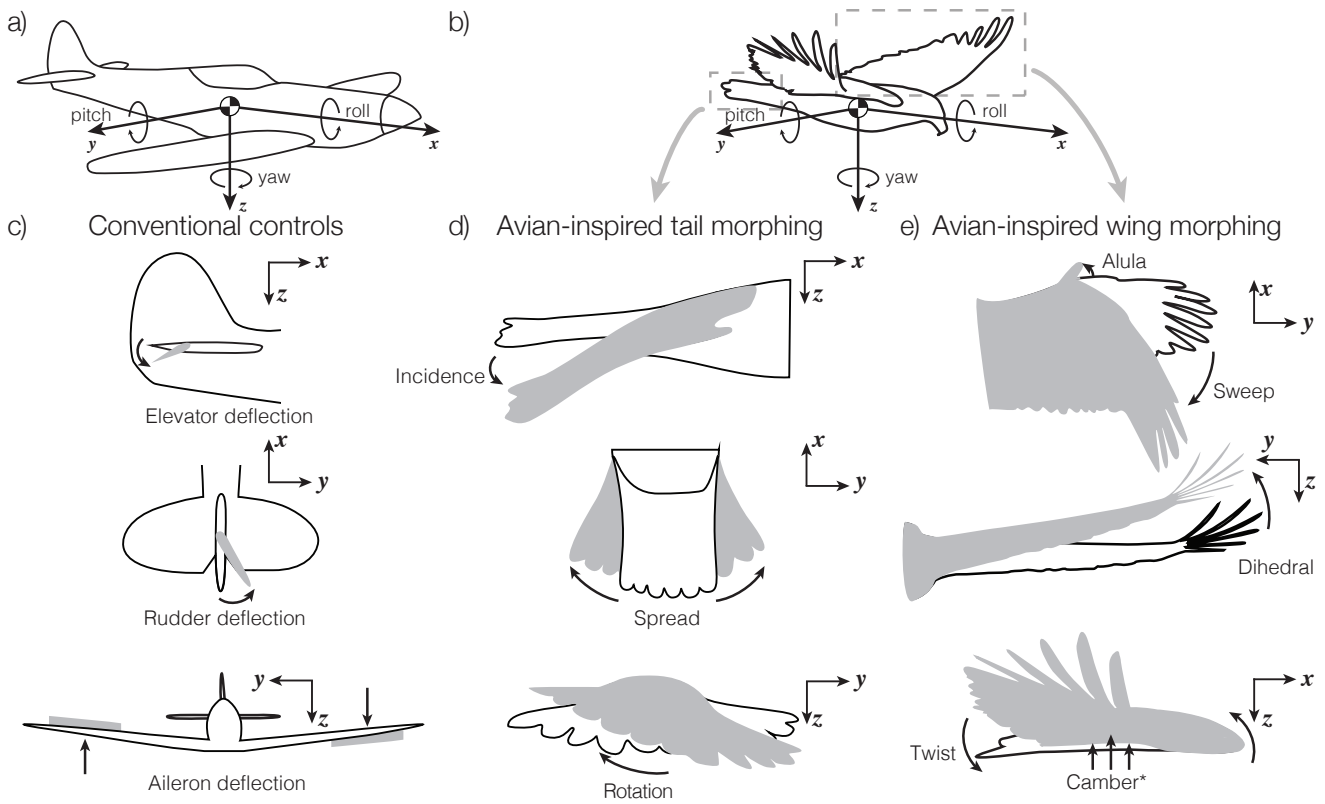 a)
b)
pitch
roll
y
x
yaw
z
pitch
roll
y
x
yaw
z
c)
Conventional controls
x
z
Elevator deflection
x
y
Rudder deflection
y
z
Aileron deflection
d)
Avian-inspired tail morphing
x
z
Incidence
x
y
Spread
y
z
Rotation
e)
Avian-inspired wing morphing
Alula
x
y
Sweep
y
z
Dihedral
x
z
Twist
Camber*